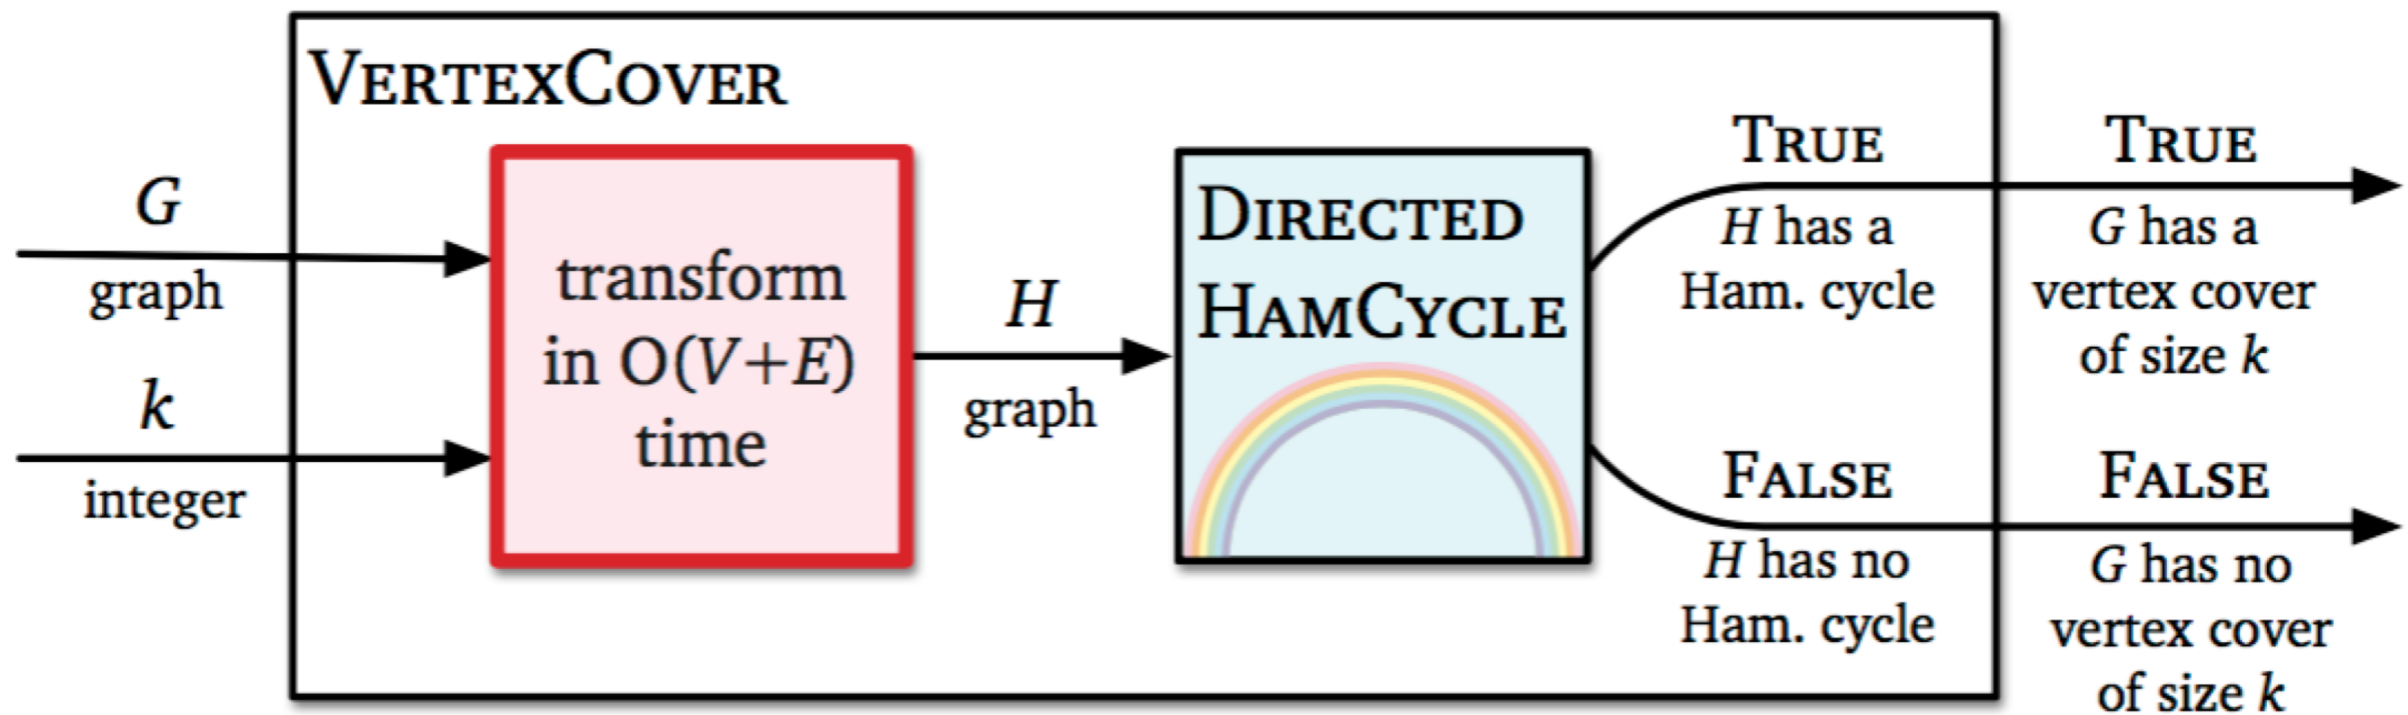 VERTEXCOVER
G
graph
k
integer
transform
in O(V+E)
time
H
graph
DIRECTED
HAMCYCLE
TRUE
H has a
Ham. cycle
FALSE
H has no
Ham. cycle
TRUE
G has a
vertex cover
of size k
FALSE
G has no
vertex cover
of size k